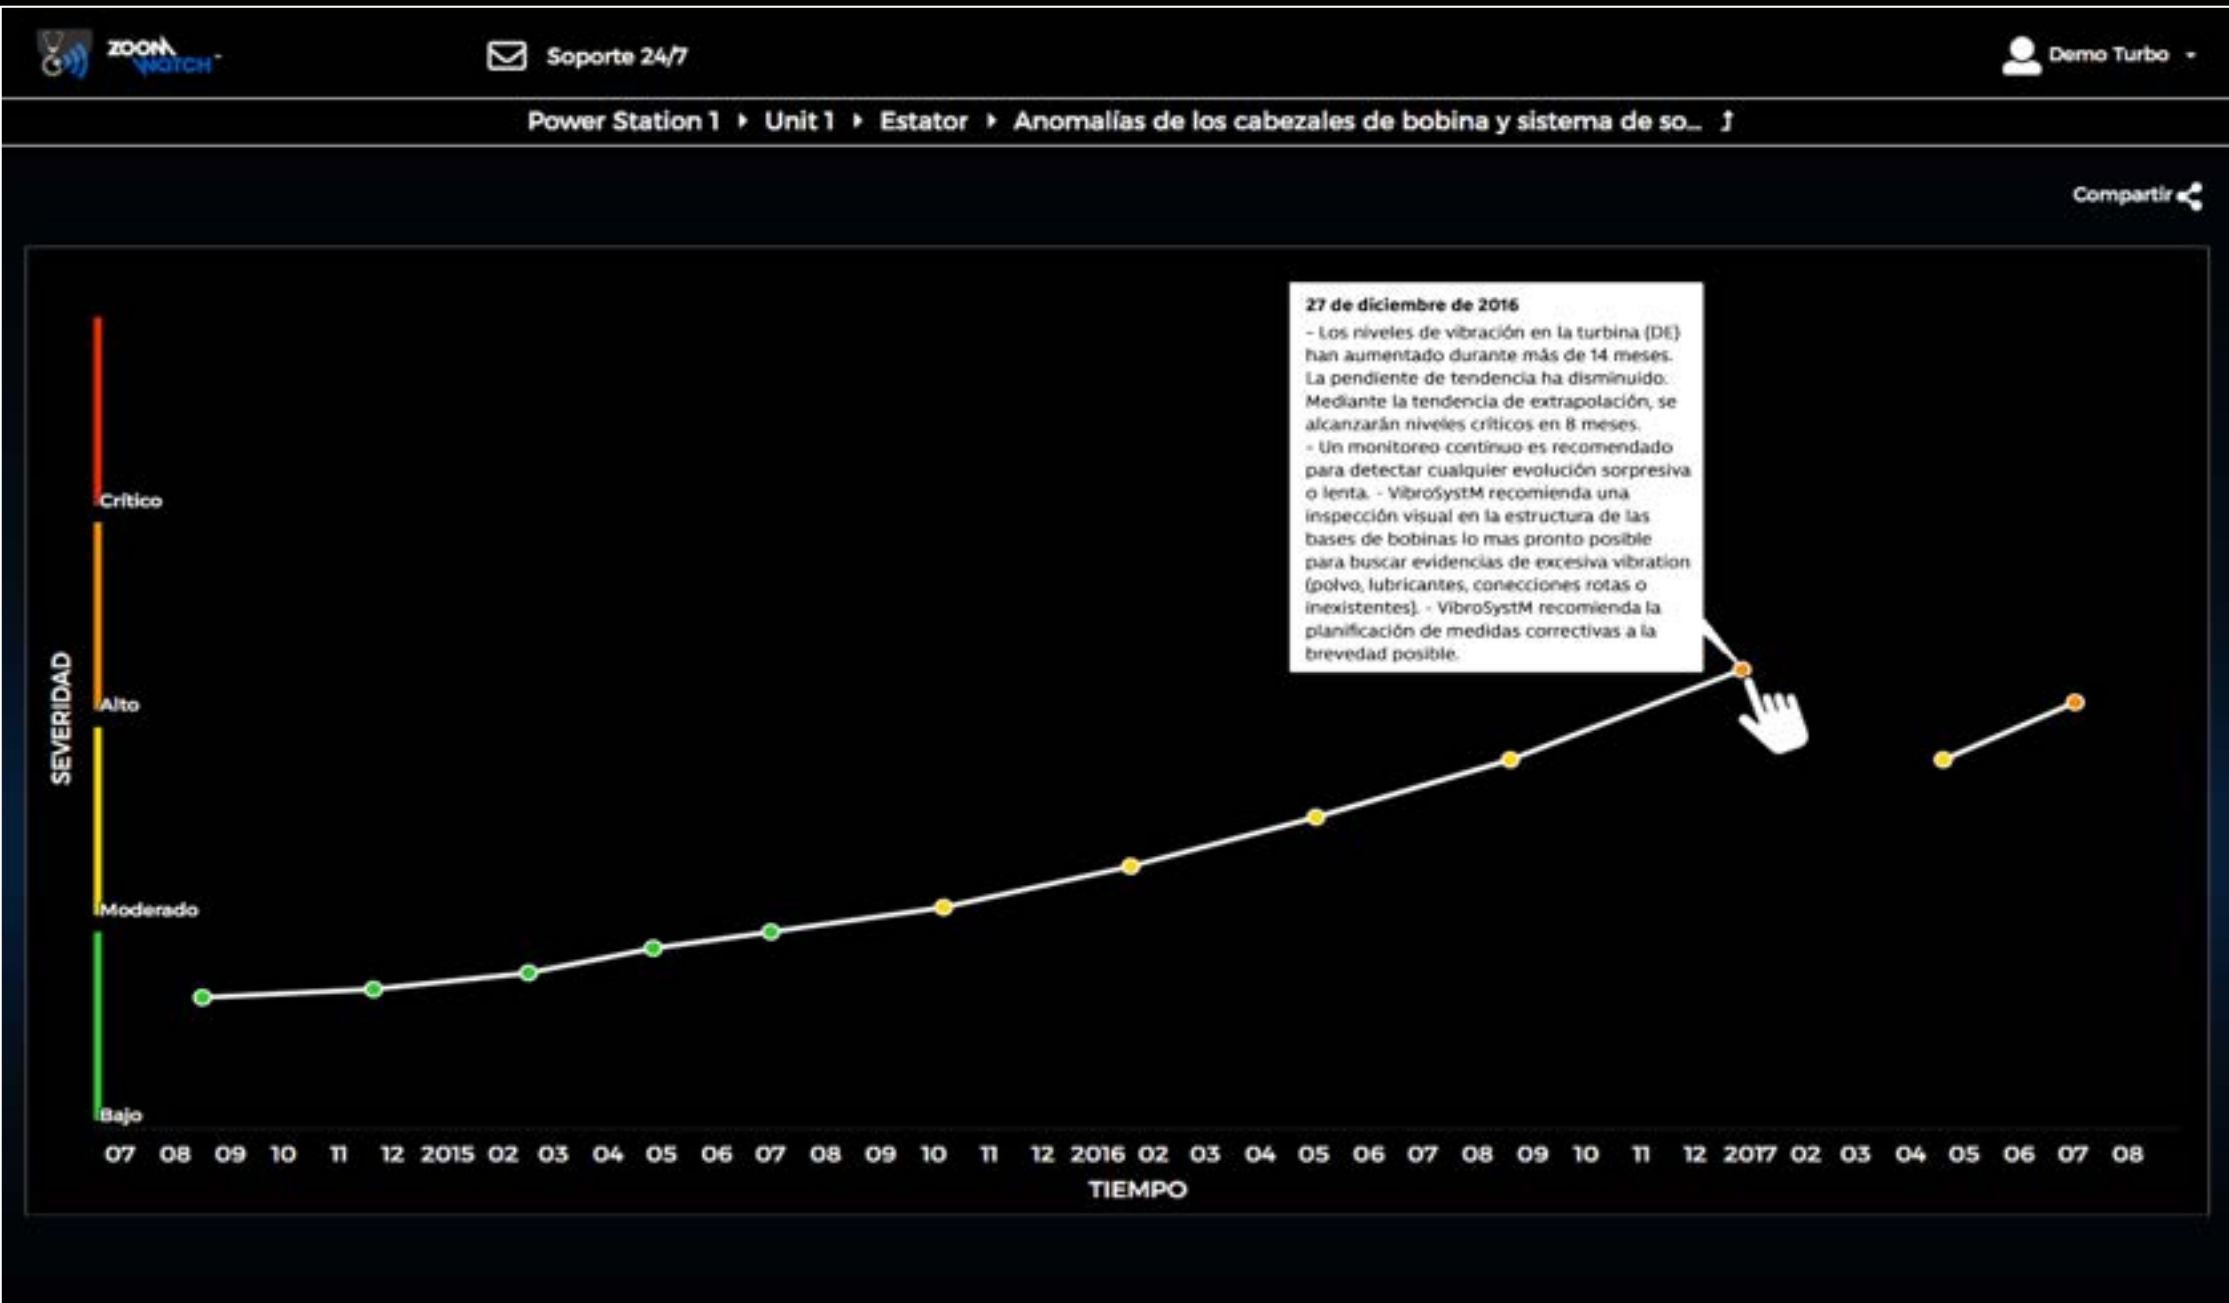 ZOOM
WATCH
Soporte 24/7
Demo Turbo
Power Station 1 Unit 1 Estator Anomalías de los cabezales de bobina y sistema de so...
Compartir
27 de diciembre de 2016
- Los niveles de vibración en la turbina (DE)
han aumentado durante más de 14 meses.
La pendiente de tendencia ha disminuido.
Mediante la tendencia de extrapolación, se
alcanzarán niveles críticos en 8 meses.
- Un monitoreo continuo es recomendado
para detectar cualquier evolución sorpresiva
o lenta. - VibroSystM recomienda una
inspección visual en la estructura de las
bases de bobinas lo mas pronto posible
para buscar evidencias de excesiva vibration
(polvo, lubricantes, conecciones rotas o
inexistentes). - VibroSystM recomienda la
planificación de medidas correctivas a la
brevedad posible.
SEVERIDAD
Crítico
Alto
Moderado
Bajo
07 08 09 10 11 12 2015 02 03 04 05 06 07 08 09 10 11 12 2016 02 03 04 05 06 07 08 09 10 11 12 2017 02 03 04 05 06 07 08
TIEMPO